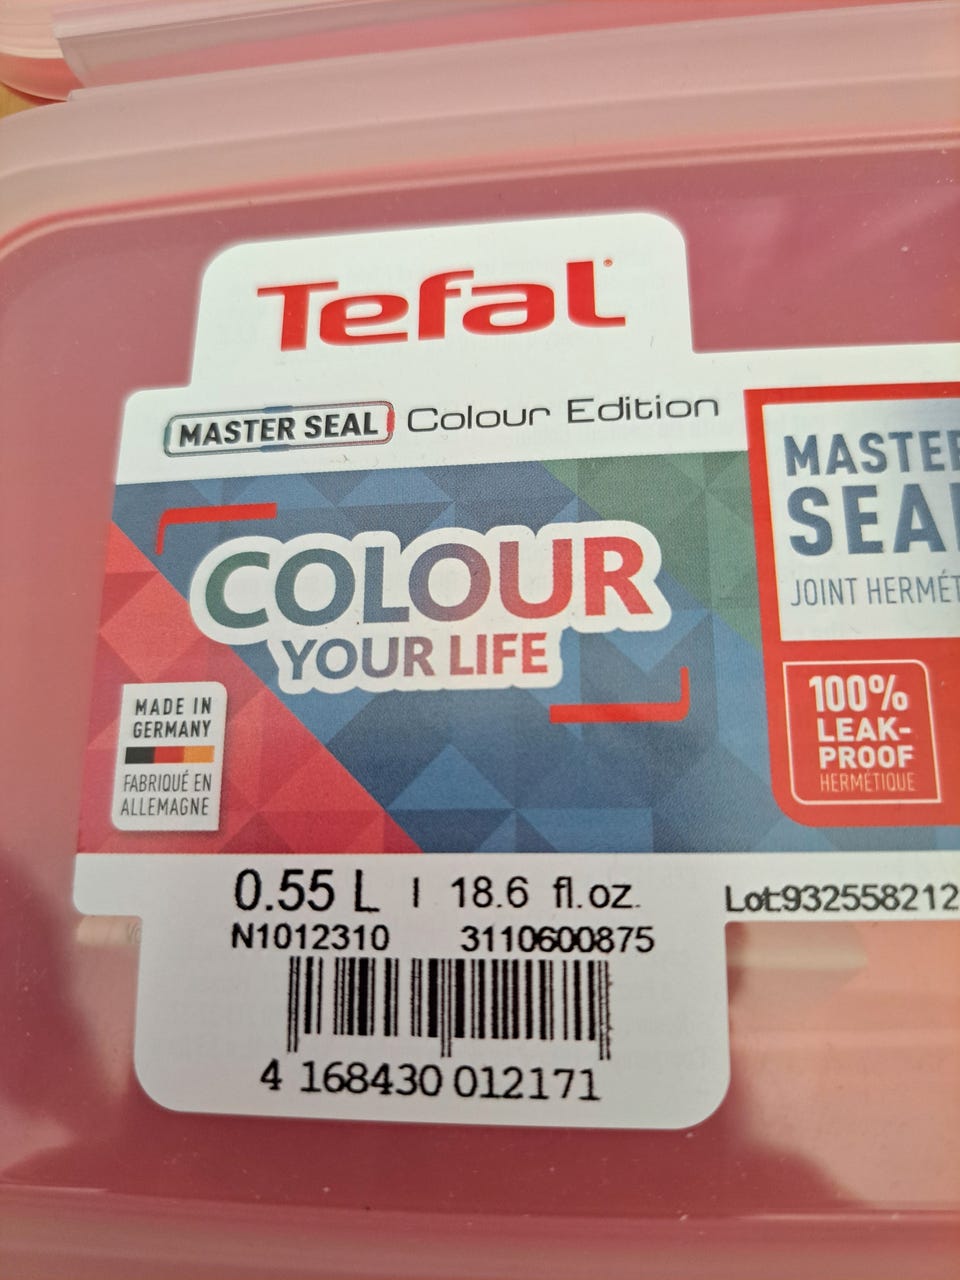 Tefal
MASTER SEAL Colour Edition
COLOUR
YOUR LIFE
MADE IN
GERMANY
FABRIQUÉ EN
ALLEMAGNE
MASTER
SEAL
JOINT HERMÉT
100%
LEAK-
PROOF
HERMÉTIQUE
0.55 L | 18.6 fl.oz.
Lot:932558212
N1012310 3110600875
4 168430 012171